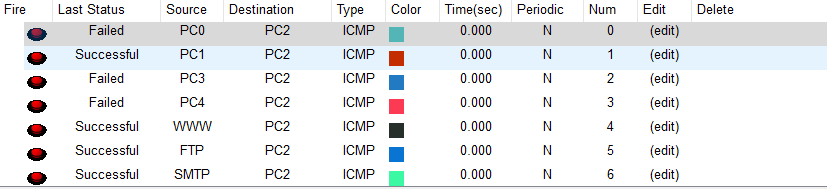 Fire Last Status Source Destination Type Color Time(sec) Periodic Num Edit Delete
Failed PC0 PC2 ICMP 0.000 N 0 (edit)
Successful PC1 PC2 ICMP 0.000 N 1 (edit)
Failed PC3 PC2 ICMP 0.000 N 2 (edit)
Failed PC4 PC2 ICMP 0.000 N 3 (edit)
Successful WWW PC2 ICMP 0.000 N 4 (edit)
Successful FTP PC2 ICMP 0.000 N 5 (edit)
Successful SMTP PC2 ICMP 0.000 N 6 (edit)